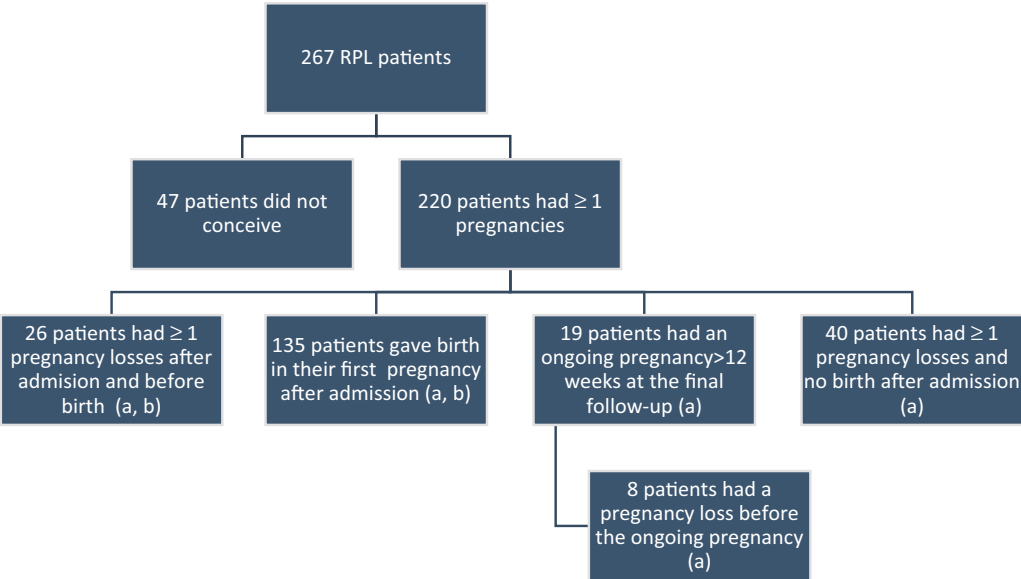 267 RPL patients
47 patients did not
conceive
220 patients had ≥ 1
pregnancies
26 patients had ≥ 1
pregnancy losses after
admision and before
birth (a, b)
135 patients gave birth
in their first pregnancy
after admission (a, b)
19 patients had an
ongoing pregnancy>12
weeks at the final
follow-up (a)
40 patients had ≥ 1
pregnancy losses and
no birth after admission
(a)
8 patients had a
pregnancy loss before
the ongoing pregnancy
(a)